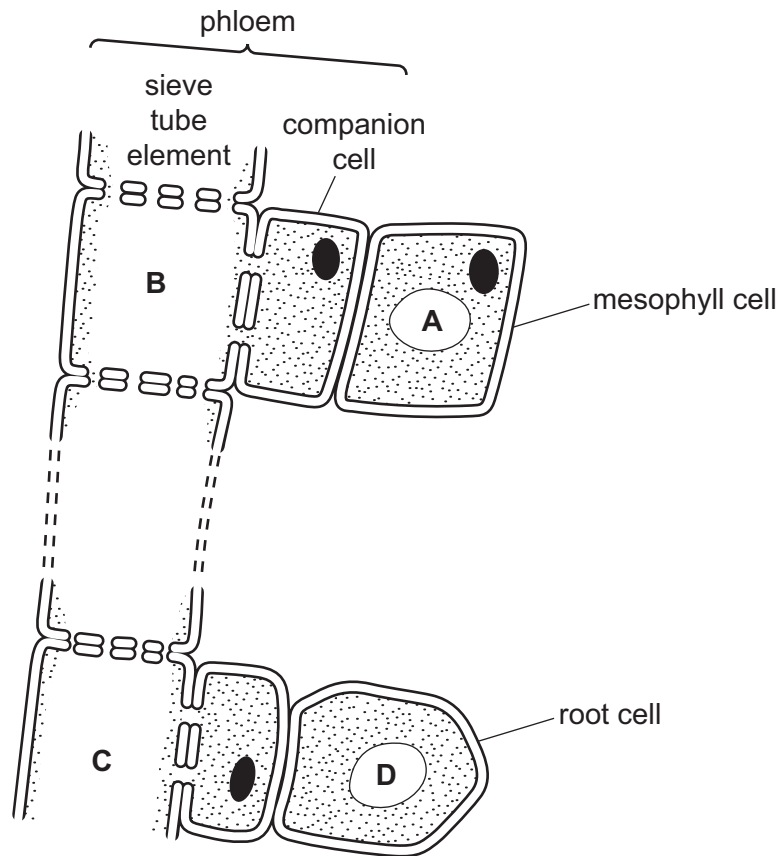 phloem
sieve
tube
element
companion
cell
B
A
mesophyll cell
root cell
C
D